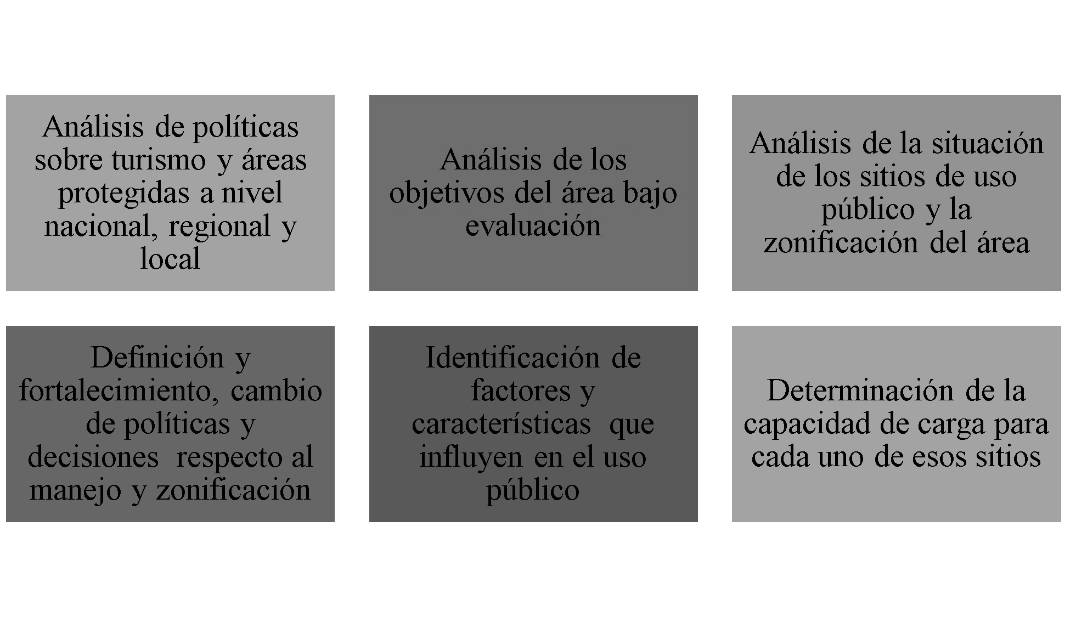 Análisis de políticas
sobre turismo y áreas
protegidas a nivel
nacional, regional y
local
Análisis de los
objetivos del área bajo
evaluación
Análisis de la situación
de los sitios de uso
público y la
zonificación del área
Definición y
fortalecimiento, cambio
de políticas y
decisiones respecto al
manejo y zonificación
Identificación de
factores y
características que
influyen en el uso
público
Determinación de la
capacidad de carga para
cada uno de esos sitios